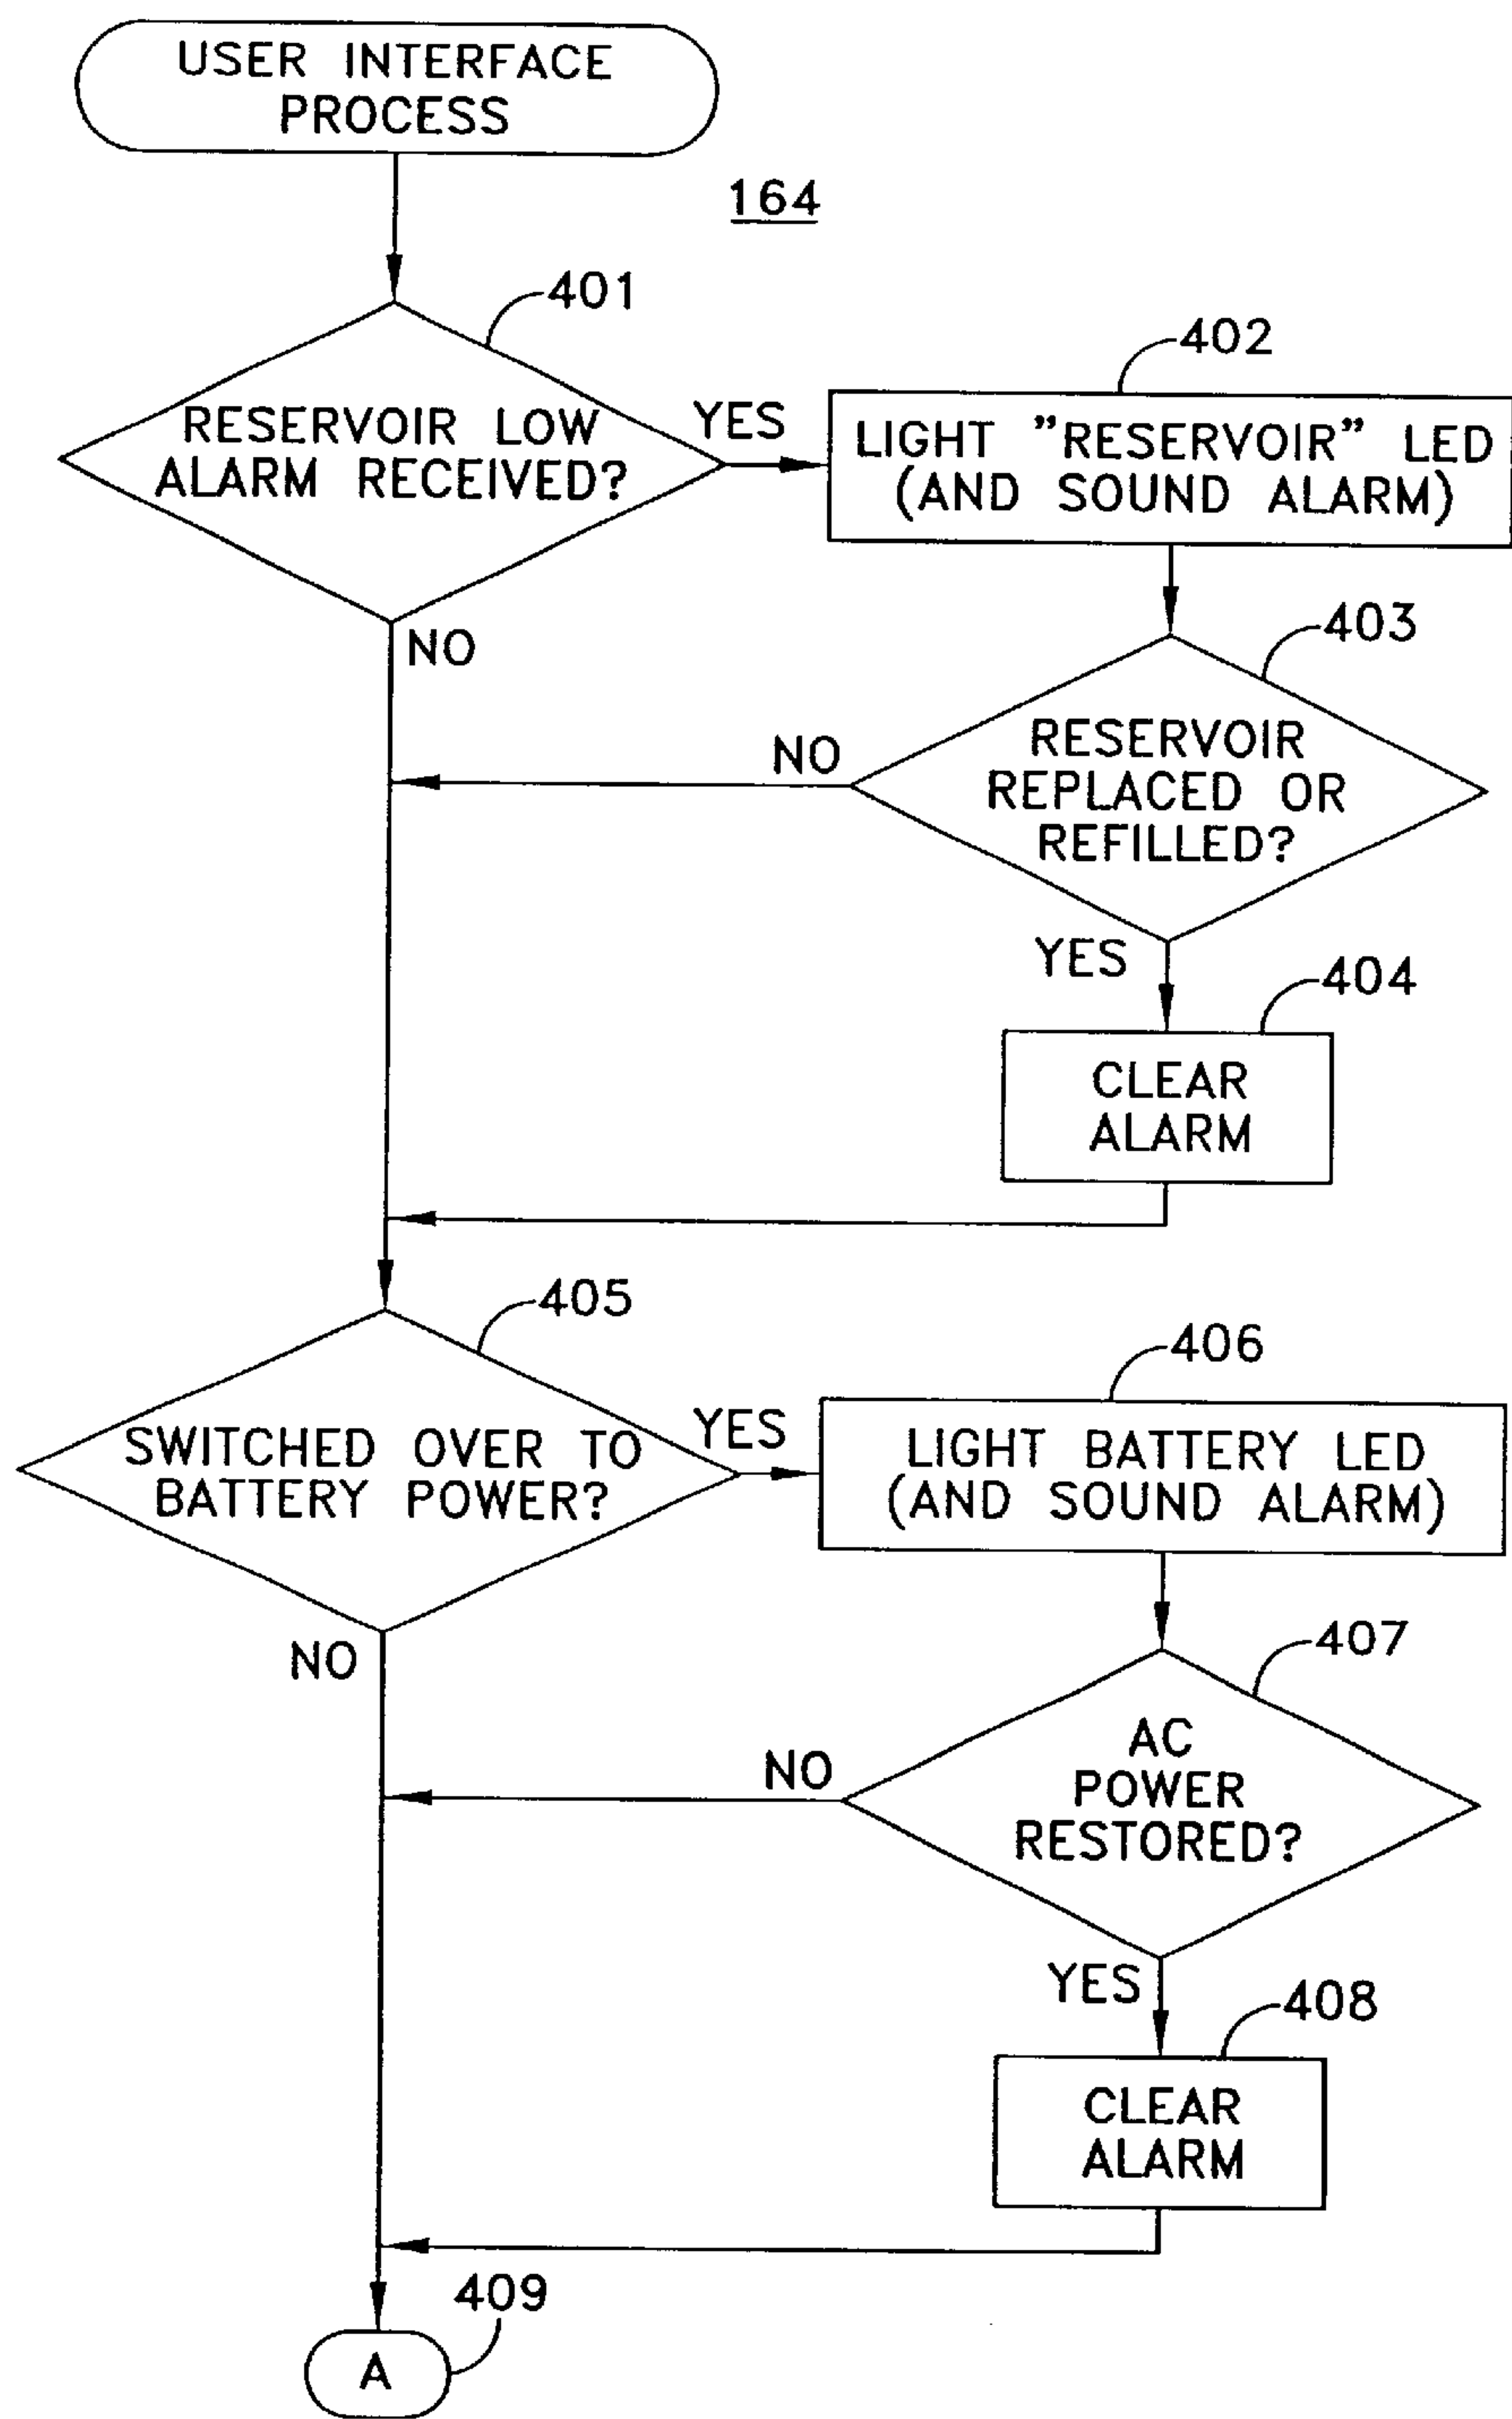 USER INTERFACE
PROCESS
164
401
RESERVOIR LOW
ALARM RECEIVED?
YES
NO
402
LIGHT "RESERVOIR" LED
(AND SOUND ALARM)
403
RESERVOIR
REPLACED OR
REFILLED?
NO
YES
404
CLEAR
ALARM
405
SWITCHED OVER TO
BATTERY POWER?
YES
NO
406
LIGHT BATTERY LED
(AND SOUND ALARM)
407
AC
POWER
RESTORED?
NO
YES
408
CLEAR
ALARM
409
A